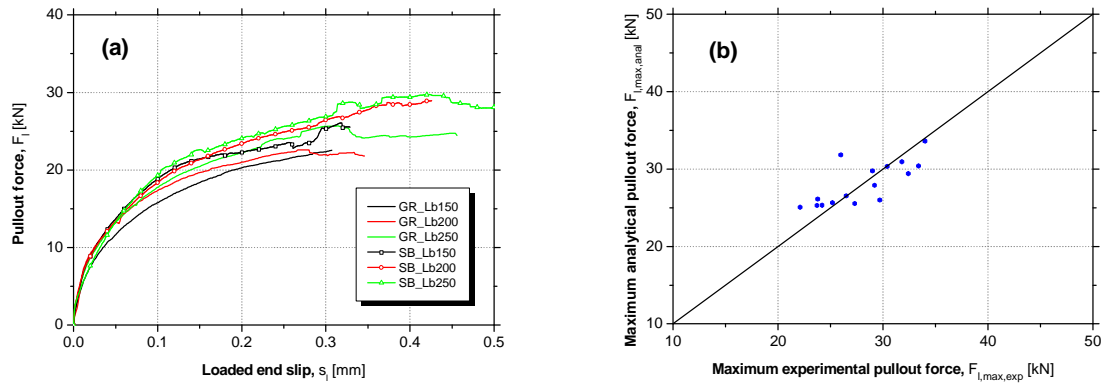 (a)
40
30
20
10
0
Pullout force, F_l [kN]
0.0 0.1 0.2 0.3 0.4 0.5
Loaded end slip, s_l [mm]
GR_Lb150
GR_Lb200
GR_Lb250
SB_Lb150
SB_Lb200
SB_Lb250
(b)
50
40
30
20
10
Maximum analytical pullout force, F_l,max,anal [kN]
10 20 30 40 50
Maximum experimental pullout force, F_l,max,exp [kN]